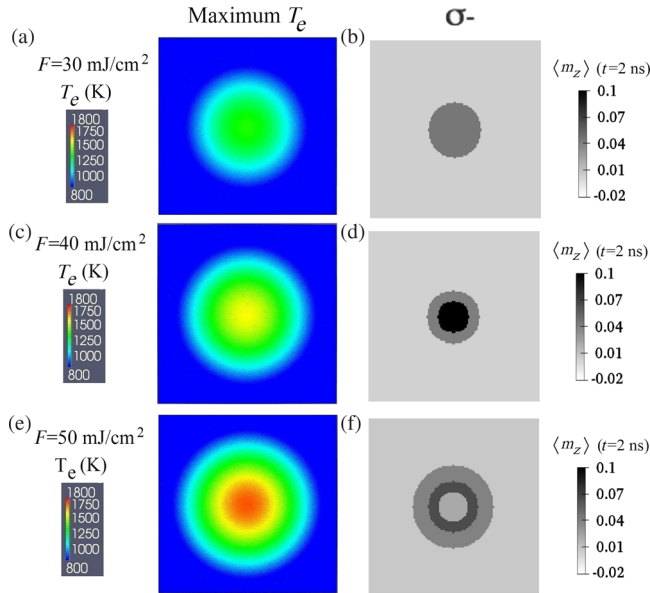 Maximum Te
σ-
(a)
F=30 mJ/cm²
Te (K)
1800
1750
1500
1250
1000
800
(b)
⟨mz⟩ (t=2 ns)
0.1
0.07
0.04
0.01
-0.02
(c)
F=40 mJ/cm²
Te (K)
1800
1750
1500
1250
1000
800
(d)
⟨mz⟩ (t=2 ns)
0.1
0.07
0.04
0.01
-0.02
(e)
F=50 mJ/cm²
Te (K)
1800
1750
1500
1250
1000
800
(f)
⟨mz⟩ (t=2 ns)
0.1
0.07
0.04
0.01
-0.02